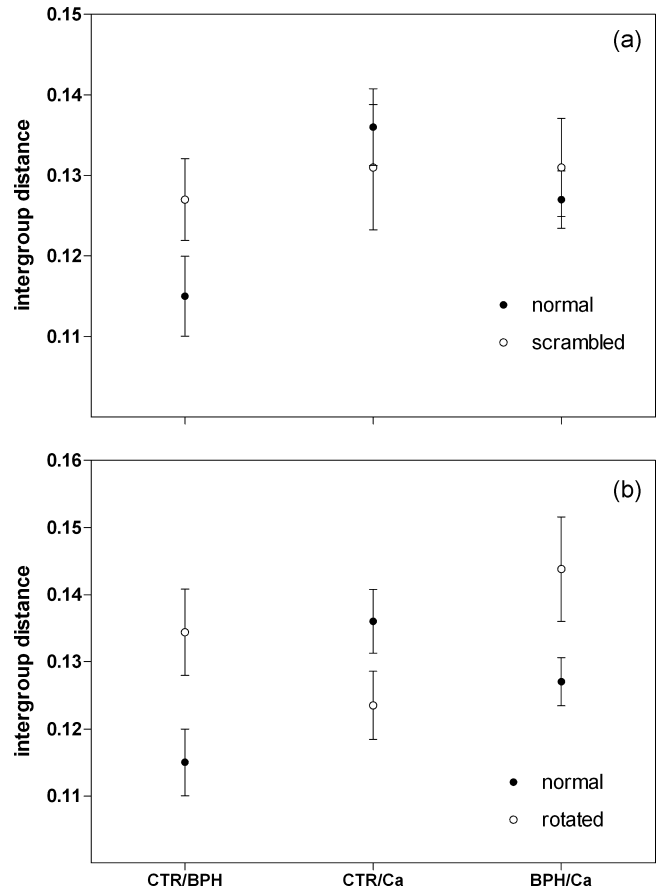 0.15
(a)
0.14
0.13
intergroup distance
0.12
normal
0.11
scrambled
0.16
(b)
0.15
0.14
intergroup distance
0.13
0.12
normal
0.11
rotated
CTR/BPH CTR/Ca BPH/Ca